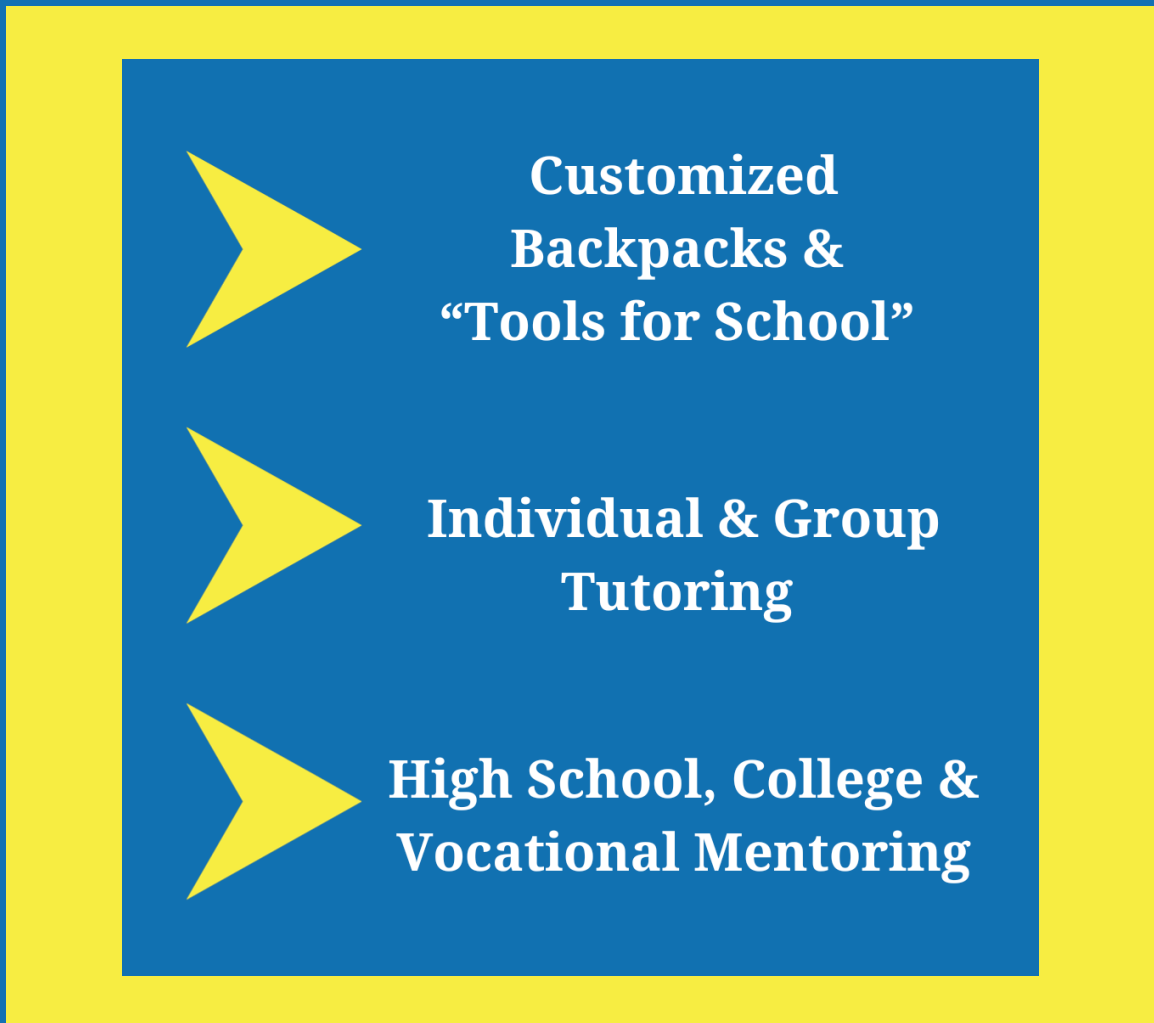 Customized
Backpacks &
“Tools for School”
Individual & Group
Tutoring
High School, College &
Vocational Mentoring